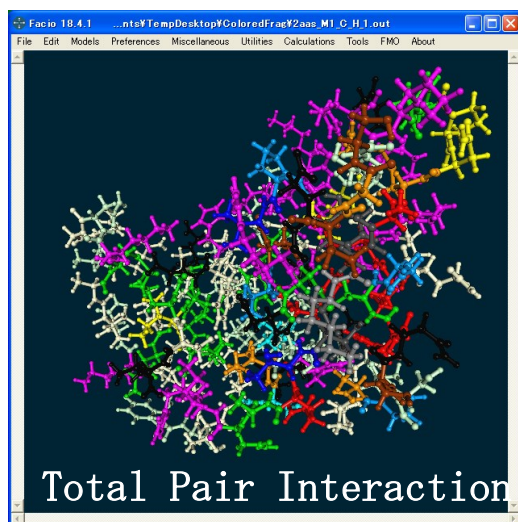 Facio 18.4.1 ...nts¥TempDesktop¥ColoredFrag¥2aas_M1_C_H_1.out
File Edit Models Preferences Miscellaneous Utilities Calculations Tools FMO About
Total Pair Interaction